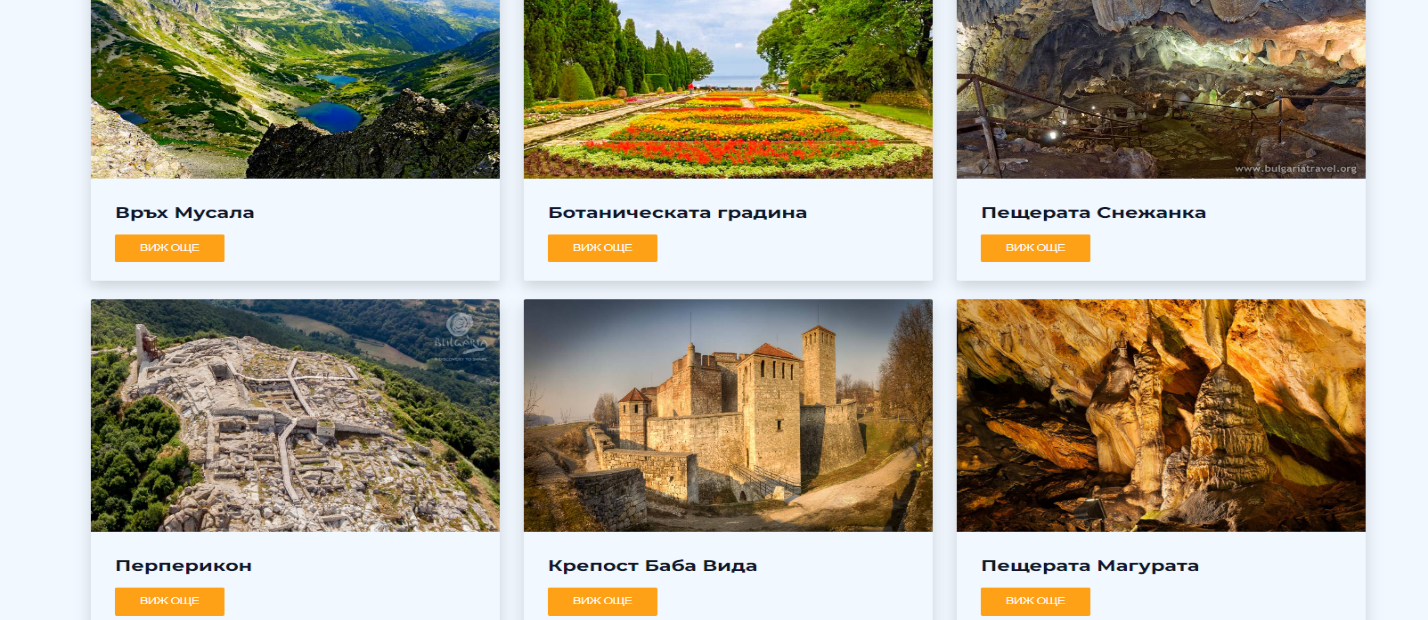 www.bulgariatravel.org
Връх Мусала
Ботаническата градина
Пещерата Снежанка
ВИЖ ОЩЕ
ВИЖ ОЩЕ
ВИЖ ОЩЕ
BULGARIA
Перперикон
Крепост Баба Вида
Пещерата Магурата
ВИЖ ОЩЕ
ВИЖ ОЩЕ
ВИЖ ОЩЕ